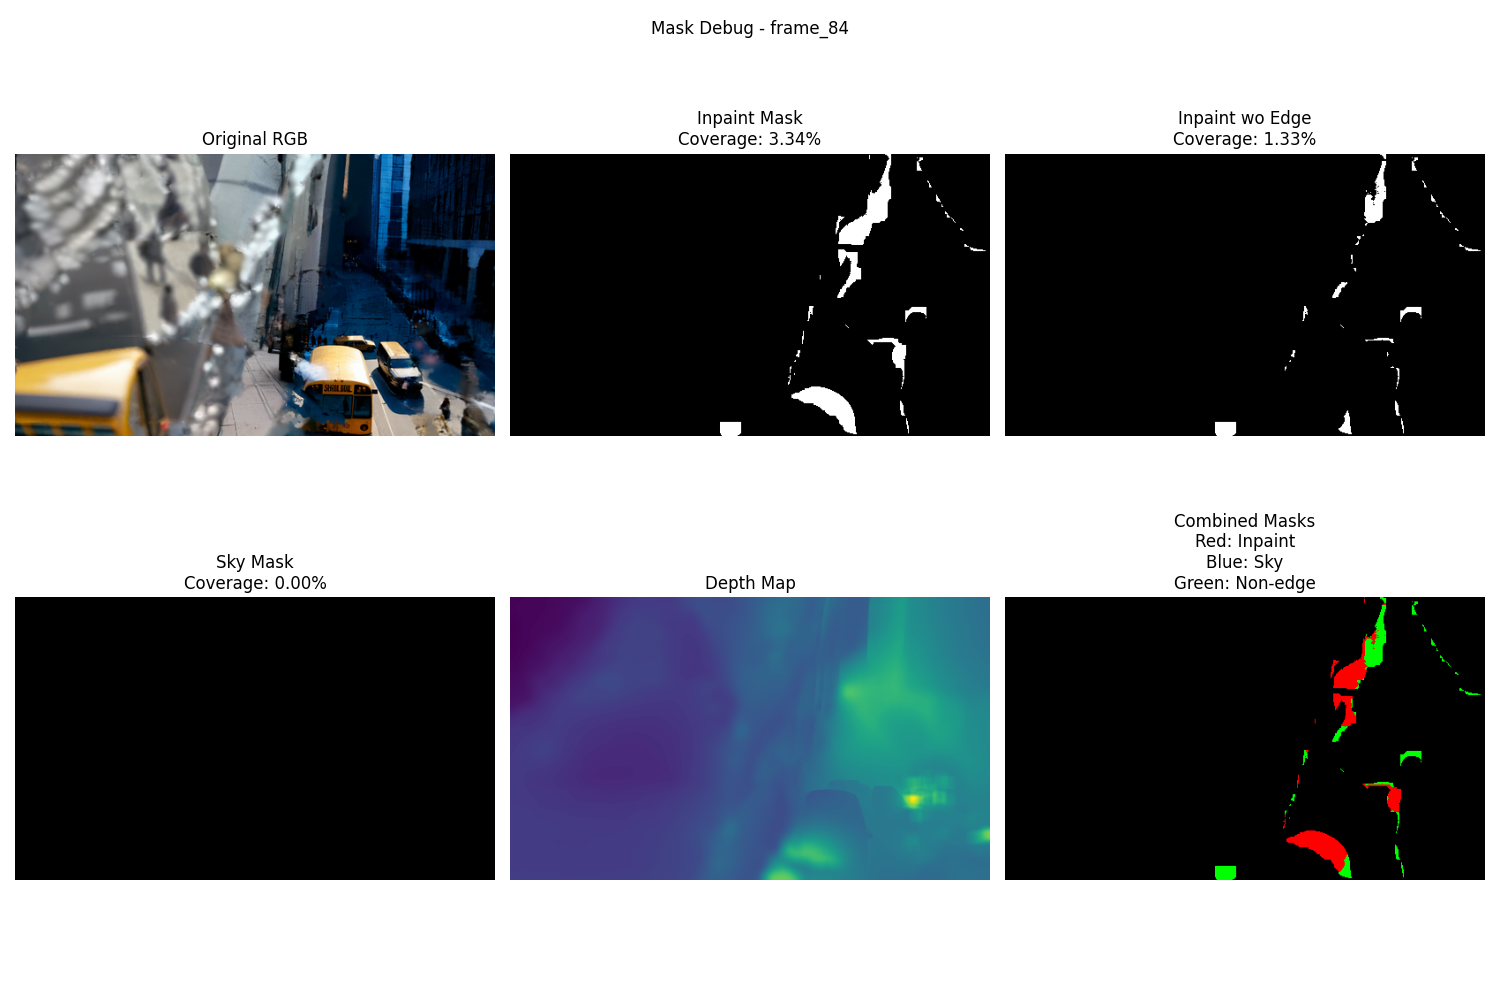 Mask Debug - frame_84
Original RGB
Inpaint Mask
Coverage: 3.34%
Inpaint wo Edge
Coverage: 1.33%
Sky Mask
Coverage: 0.00%
Depth Map
Combined Masks
Red: Inpaint
Blue: Sky
Green: Non-edge